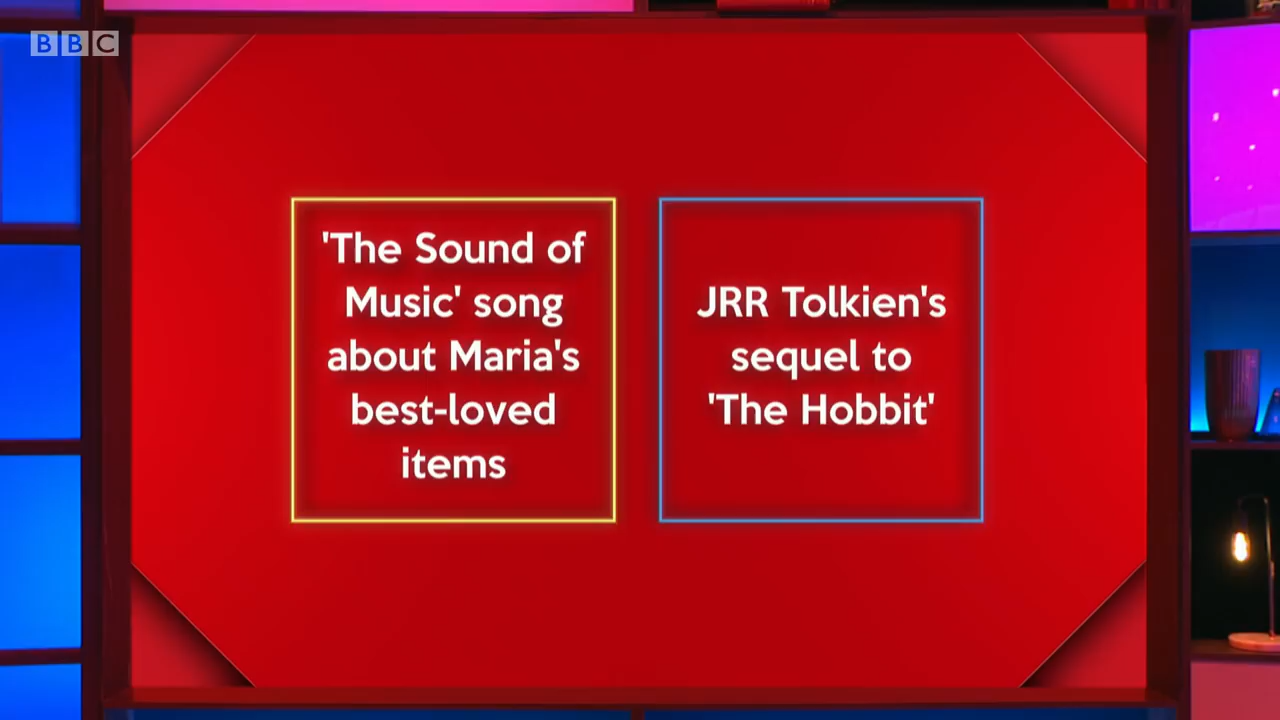 BBC
'The Sound of
Music' song
about Maria's
best-loved
items
JRR Tolkien's
sequel to
'The Hobbit'